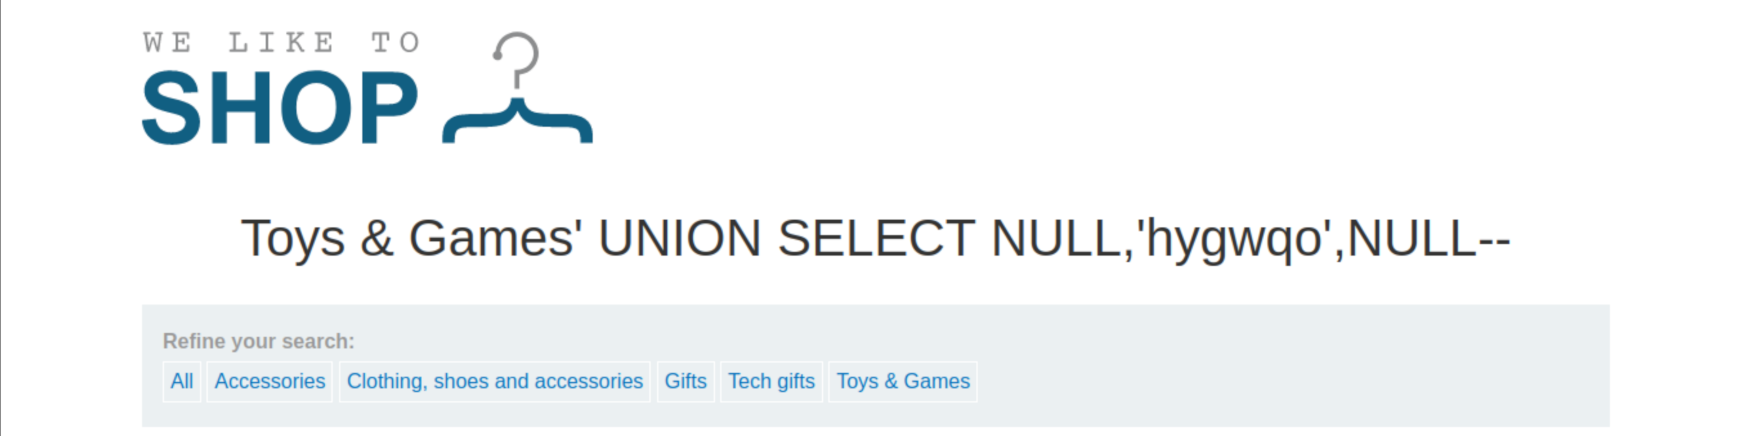 WE LIKE TO
SHOP
Toys & Games' UNION SELECT NULL,'hygwqo',NULL--
Refine your search:
All Accessories Clothing, shoes and accessories Gifts Tech gifts Toys & Games